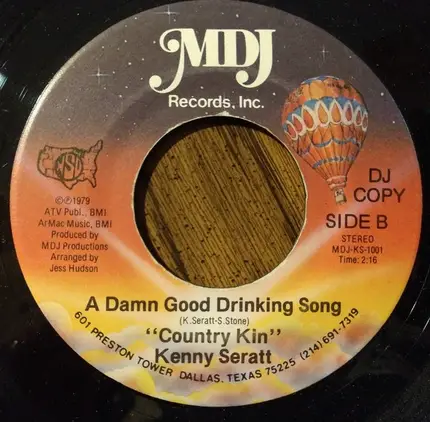 MDJ
Records, Inc.
NSD
©℗1979
ATV Publ., BMI
ArMac Music, BMI
Produced by
MDJ Productions
Arranged by
Jess Hudson
DJ
COPY
SIDE B
STEREO
MDJ-KS-1001
Time: 2:16
A Damn Good Drinking Song
(K.Seratt-S.Stone)
"Country Kin"
Kenny Seratt
601 PRESTON TOWER DALLAS, TEXAS 75225 (214) 691-7319